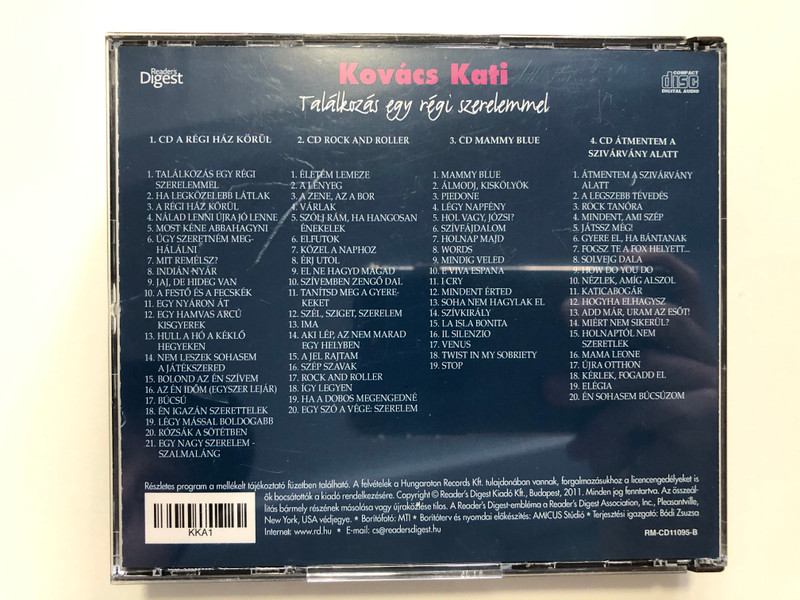 Reader's
Digest
Kovács Kati
Találkozás egy régi szerelemmel
COMPACT
disc
DIGITAL AUDIO
1. CD A RÉGI HÁZ KÖRÜL
1. TALÁLKOZÁS EGY RÉGI
SZERELEMMEL
2. HA LEGKÖZELEBB LÁTLAK
3. A RÉGI HÁZ KÖRÜL
4. NÁLAD LENNI ÚJRA JÓ LENNE
5. MOST KÉNE ABBAHAGYNI
6. ÚGY SZERETNÉM MEG-
HÁLÁLNI
7. MIT REMÉLSZ?
8. INDIÁN NYÁR
9. JAJ, DE HIDEG VAN
10. A FESTŐ ÉS A FECSKÉK
11. EGY NYÁRON ÁT
12. EGY HAMVAS ARCÚ
KISGYEREK
13. HULL A HÓ A KÉKLŐ
HEGYEKEN
14. NEM LESZEK SOHASEM
A JÁTÉKSZERED
15. BOLOND AZ ÉN SZÍVEM
16. AZ ÉN IDŐM (EGYSZER LEJÁR)
17. BÚCSÚ
18. ÉN IGAZÁN SZERETTELEK
19. LÉGY MÁSSAL BOLDOGABB
20. RÓZSÁK A SÖTÉTBEN
21. EGY NAGY SZERELEM -
SZALMALÁNG
2. CD ROCK AND ROLLER
1. ÉLETEM LEMEZE
2. A LÉNYEG
3. A ZENE, AZ A BOR
4. VÁRLAK
5. SZÓLJ RÁM, HA HANGOSAN
ÉNEKELEK
6. ELFUTOK
7. KÖZEL A NAPHOZ
8. ÉRJ UTOL
9. EL NE HAGYD MAGAD
10. SZÍVEMBEN ZENGŐ DAL
11. TANÍTSD MEG A GYERE-
KEKET
12. SZÉL, SZIGET, SZERELEM
13. IMA
14. AKI LÉP, AZ NEM MARAD
EGY HELYBEN
15. A JEL RAJTAM
16. SZÉP SZAVAK
17. ROCK AND ROLLER
18. ÍGY LEGYEN
19. HA A DOBOS MEGENGEDNÉ
20. EGY SZÓ A VÉGE: SZERELEM
3. CD MAMMY BLUE
1. MAMMY BLUE
2. ÁLMODJ, KISKÖLYÖK
3. PIEDONE
4. LÉGY NAPFÉNY
5. HOL VAGY, JÓZSI?
6. SZÍVFÁJDALOM
7. HOLNAP MAJD
8. WORDS
9. MINDIG VELED
10. E VIVA ESPANA
11. I CRY
12. MINDENT ÉRTED
13. SOHA NEM HAGYLAK EL
14. SZÍVKIRÁLY
15. LA ISLA BONITA
16. IL SILENZIO
17. VENUS
18. TWIST IN MY SOBRIETY
19. STOP
4. CD ÁTMENTEM A
SZIVÁRVÁNY ALATT
1. ÁTMENTEM A SZIVÁRVÁNY
ALATT
2. A LEGSZEBB TÉVEDÉS
3. ROCK TANÓRA
4. MINDENT, AMI SZÉP
5. JÁTSSZ MÉG!
6. GYERE EL, HA BÁNTANAK
7. FOGSZ TE A FOX HELYETT...
8. SOLVEJG DALA
9. HOW DO YOU DO
10. NÉZLEK, AMÍG ALSZOL
11. KATICABOGÁR
12. HOGYHA ELHAGYSZ
13. ADD MÁR, URAM AZ ESŐT!
14. MIÉRT NEM SIKERÜL?
15. HOLNAPTÓL NEM
SZERETLEK
16. MAMA LEONE
17. ÚJRA OTTHON
18. KÉRLEK, FOGADD EL
19. ELÉGIA
20. ÉN SOHASEM BÚCSÚZOM
Részletes program a mellékelt tájékoztató füzetben található. A felvételek a Hungaroton Records Kft. tulajdonában vannak, forgalmazásukhoz a licencengedélyeket is
ők bocsátották a kiadó rendelkezésére. Copyright © Reader's Digest Kiadó Kft., Budapest, 2011. Minden jog fenntartva. Az összeál-
lítás bármely részének másolása vagy újraközlése tilos. A Reader's Digest-embléma a Reader's Digest Association, Inc., Pleasantville,
New York, USA védjegye. * Borítófotó: MTI * Borítóterv és nyomdai előkészítés: AMICUS Stúdió * Terjesztési igazgató: Bódi Zsuzsa
Internet: www.rd.hu * E-mail: cs@readersdigest.hu
RM-CD11095-B
KKA1